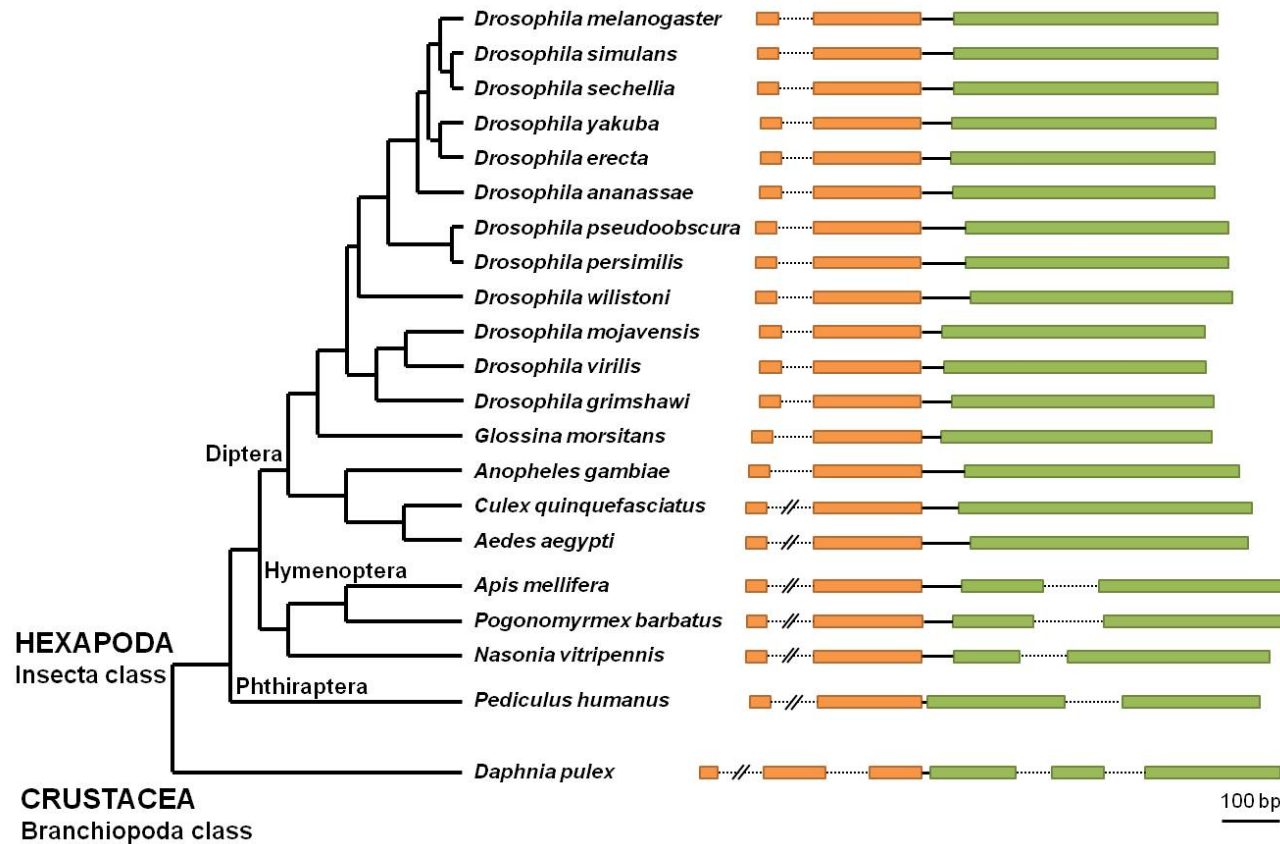 Drosophila melanogaster
Drosophila simulans
Drosophila sechellia
Drosophila yakuba
Drosophila erecta
Drosophila ananassae
Drosophila pseudoobscura
Drosophila persimilis
Drosophila wilistoni
Drosophila mojavensis
Drosophila virilis
Drosophila grimshawi
Glossina morsitans
Diptera
Anopheles gambiae
Culex quinquefasciatus
Aedes aegypti
Hymenoptera
Apis mellifera
Pogonomyrmex barbatus
HEXAPODA
Insecta class
Nasonia vitripennis
Phthiraptera
Pediculus humanus
Daphnia pulex
CRUSTACEA
Branchiopoda class
100 bp